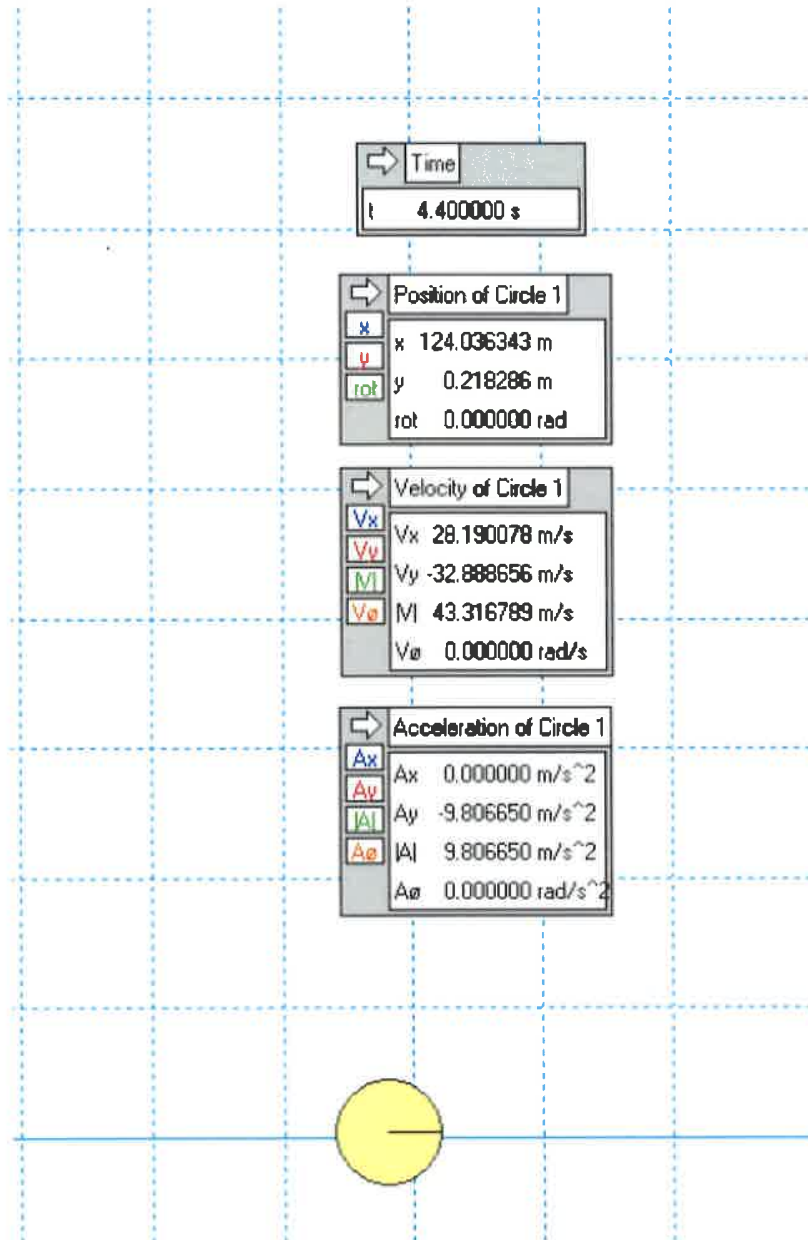 Time
t 4.400000 s
Position of Circle 1
x
y
rot
x 124.036343 m
y 0.218286 m
rot 0.000000 rad
Velocity of Circle 1
Vx
Vy
|V|
Vø
Vx 28.190078 m/s
Vy -32.888656 m/s
|V| 43.316789 m/s
Vø 0.000000 rad/s
Acceleration of Circle 1
Ax
Ay
|A|
Aø
Ax 0.000000 m/s^2
Ay -9.806650 m/s^2
|A| 9.806650 m/s^2
Aø 0.000000 rad/s^2